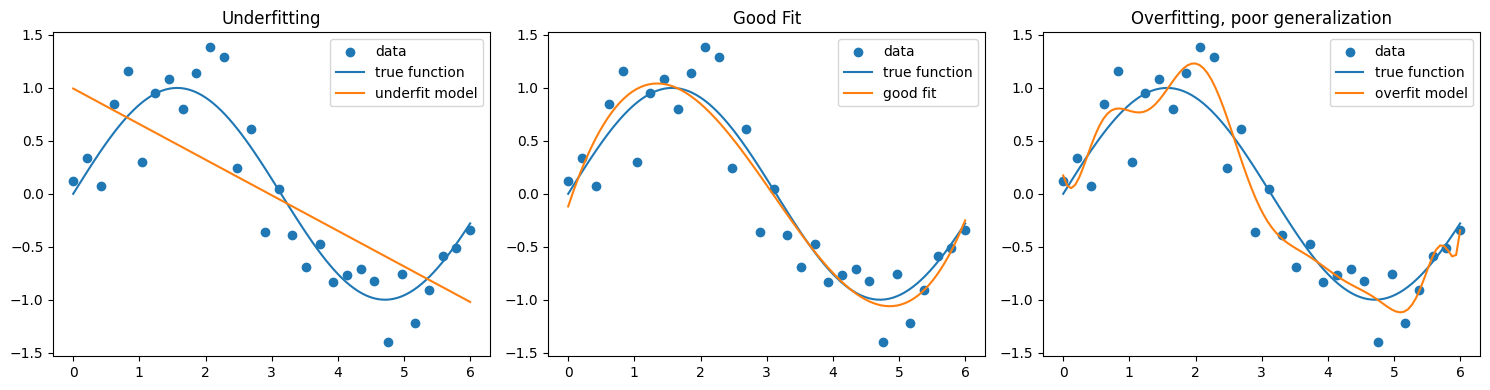 Underfitting
data
true function
underfit model
1.5
1.0
0.5
0.0
−0.5
−1.0
−1.5
0 1 2 3 4 5 6
Good Fit
data
true function
good fit
1.5
1.0
0.5
0.0
−0.5
−1.0
−1.5
0 1 2 3 4 5 6
Overfitting, poor generalization
data
true function
overfit model
1.5
1.0
0.5
0.0
−0.5
−1.0
−1.5
0 1 2 3 4 5 6